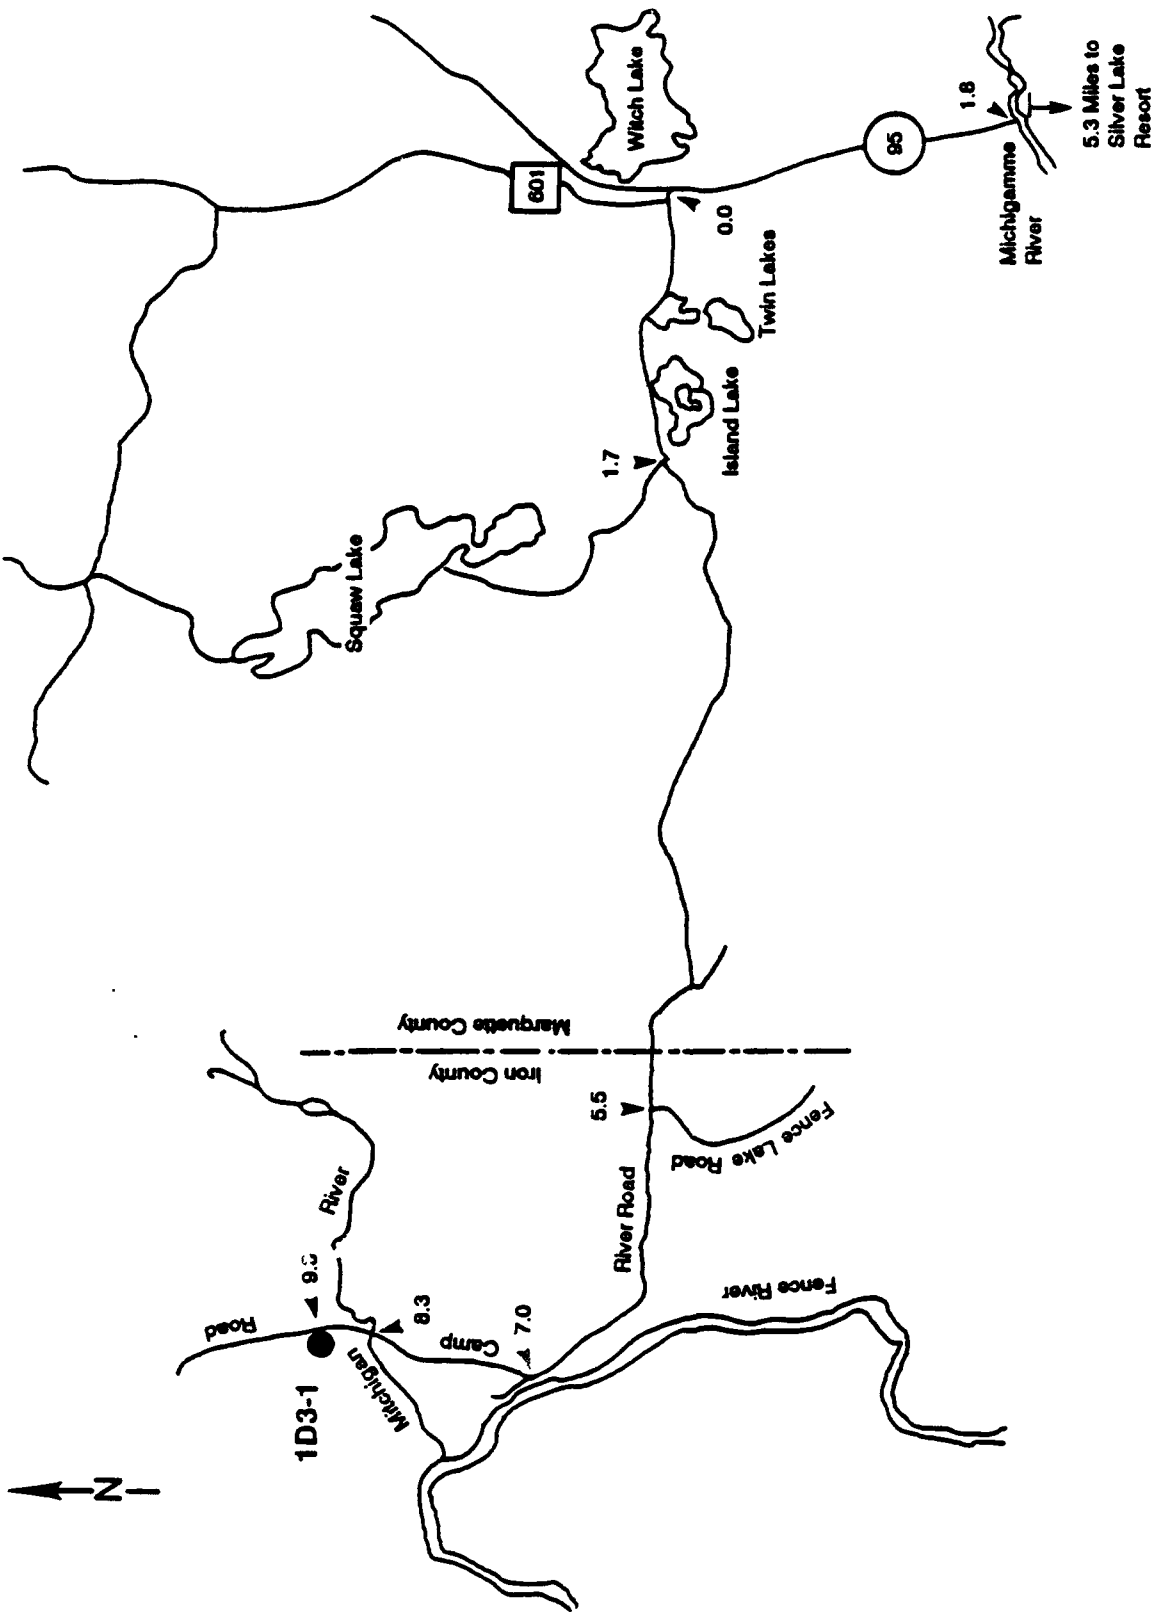 N
1D3-1
Road
River
Mitchigan
8.3
Camp
7.0
Iron County
Marquette County
5.5
River Road
Fence Lake Road
Fence River
Squaw Lake
1.7
Island Lake
Twin Lakes
0.0
601
Witch Lake
95
1.8
Michigamme
River
5.3 Miles to
Silver Lake
Resort